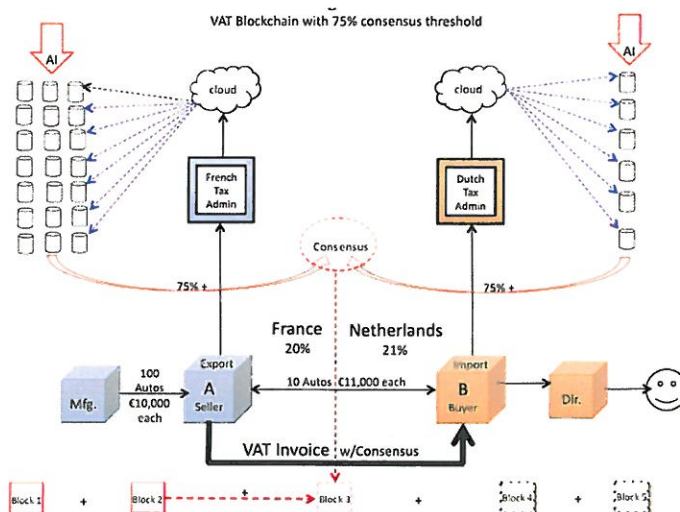 VAT Blockchain with 75% consensus threshold
AI
AI
cloud
cloud
French
Tax
Admin
Dutch
Tax
Admin
Consensus
75% +
75% +
France
20%
Netherlands
21%
Export
Import
100
Autos
€10,000
each
Mfg.
A
Seller
10 Autos €11,000 each
B
Buyer
Dlr.
VAT Invoice w/Consensus
Block 1 + Block 2 + Block 3 + Block 4 + Block 5